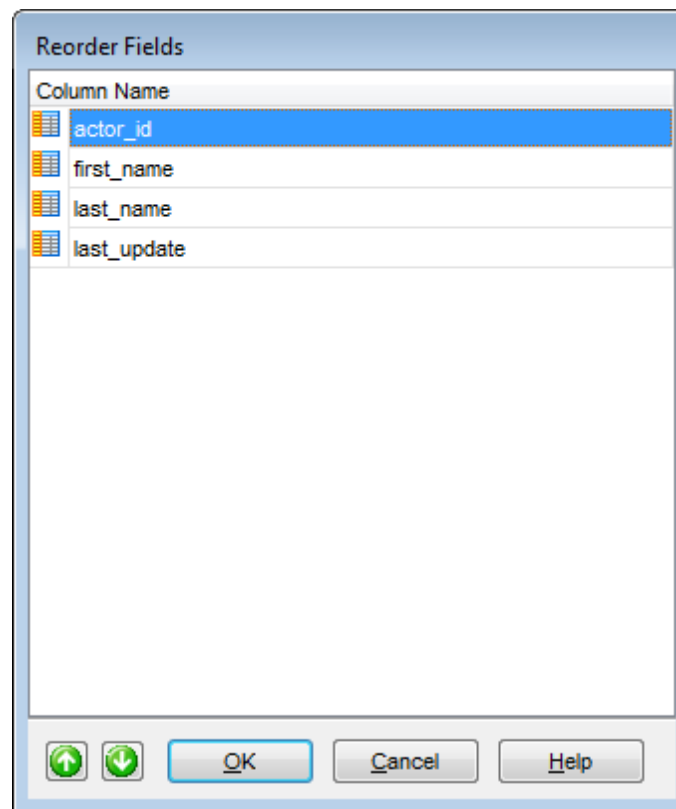 Reorder Fields
Column Name
actor_id
first_name
last_name
last_update
OK
Cancel
Help